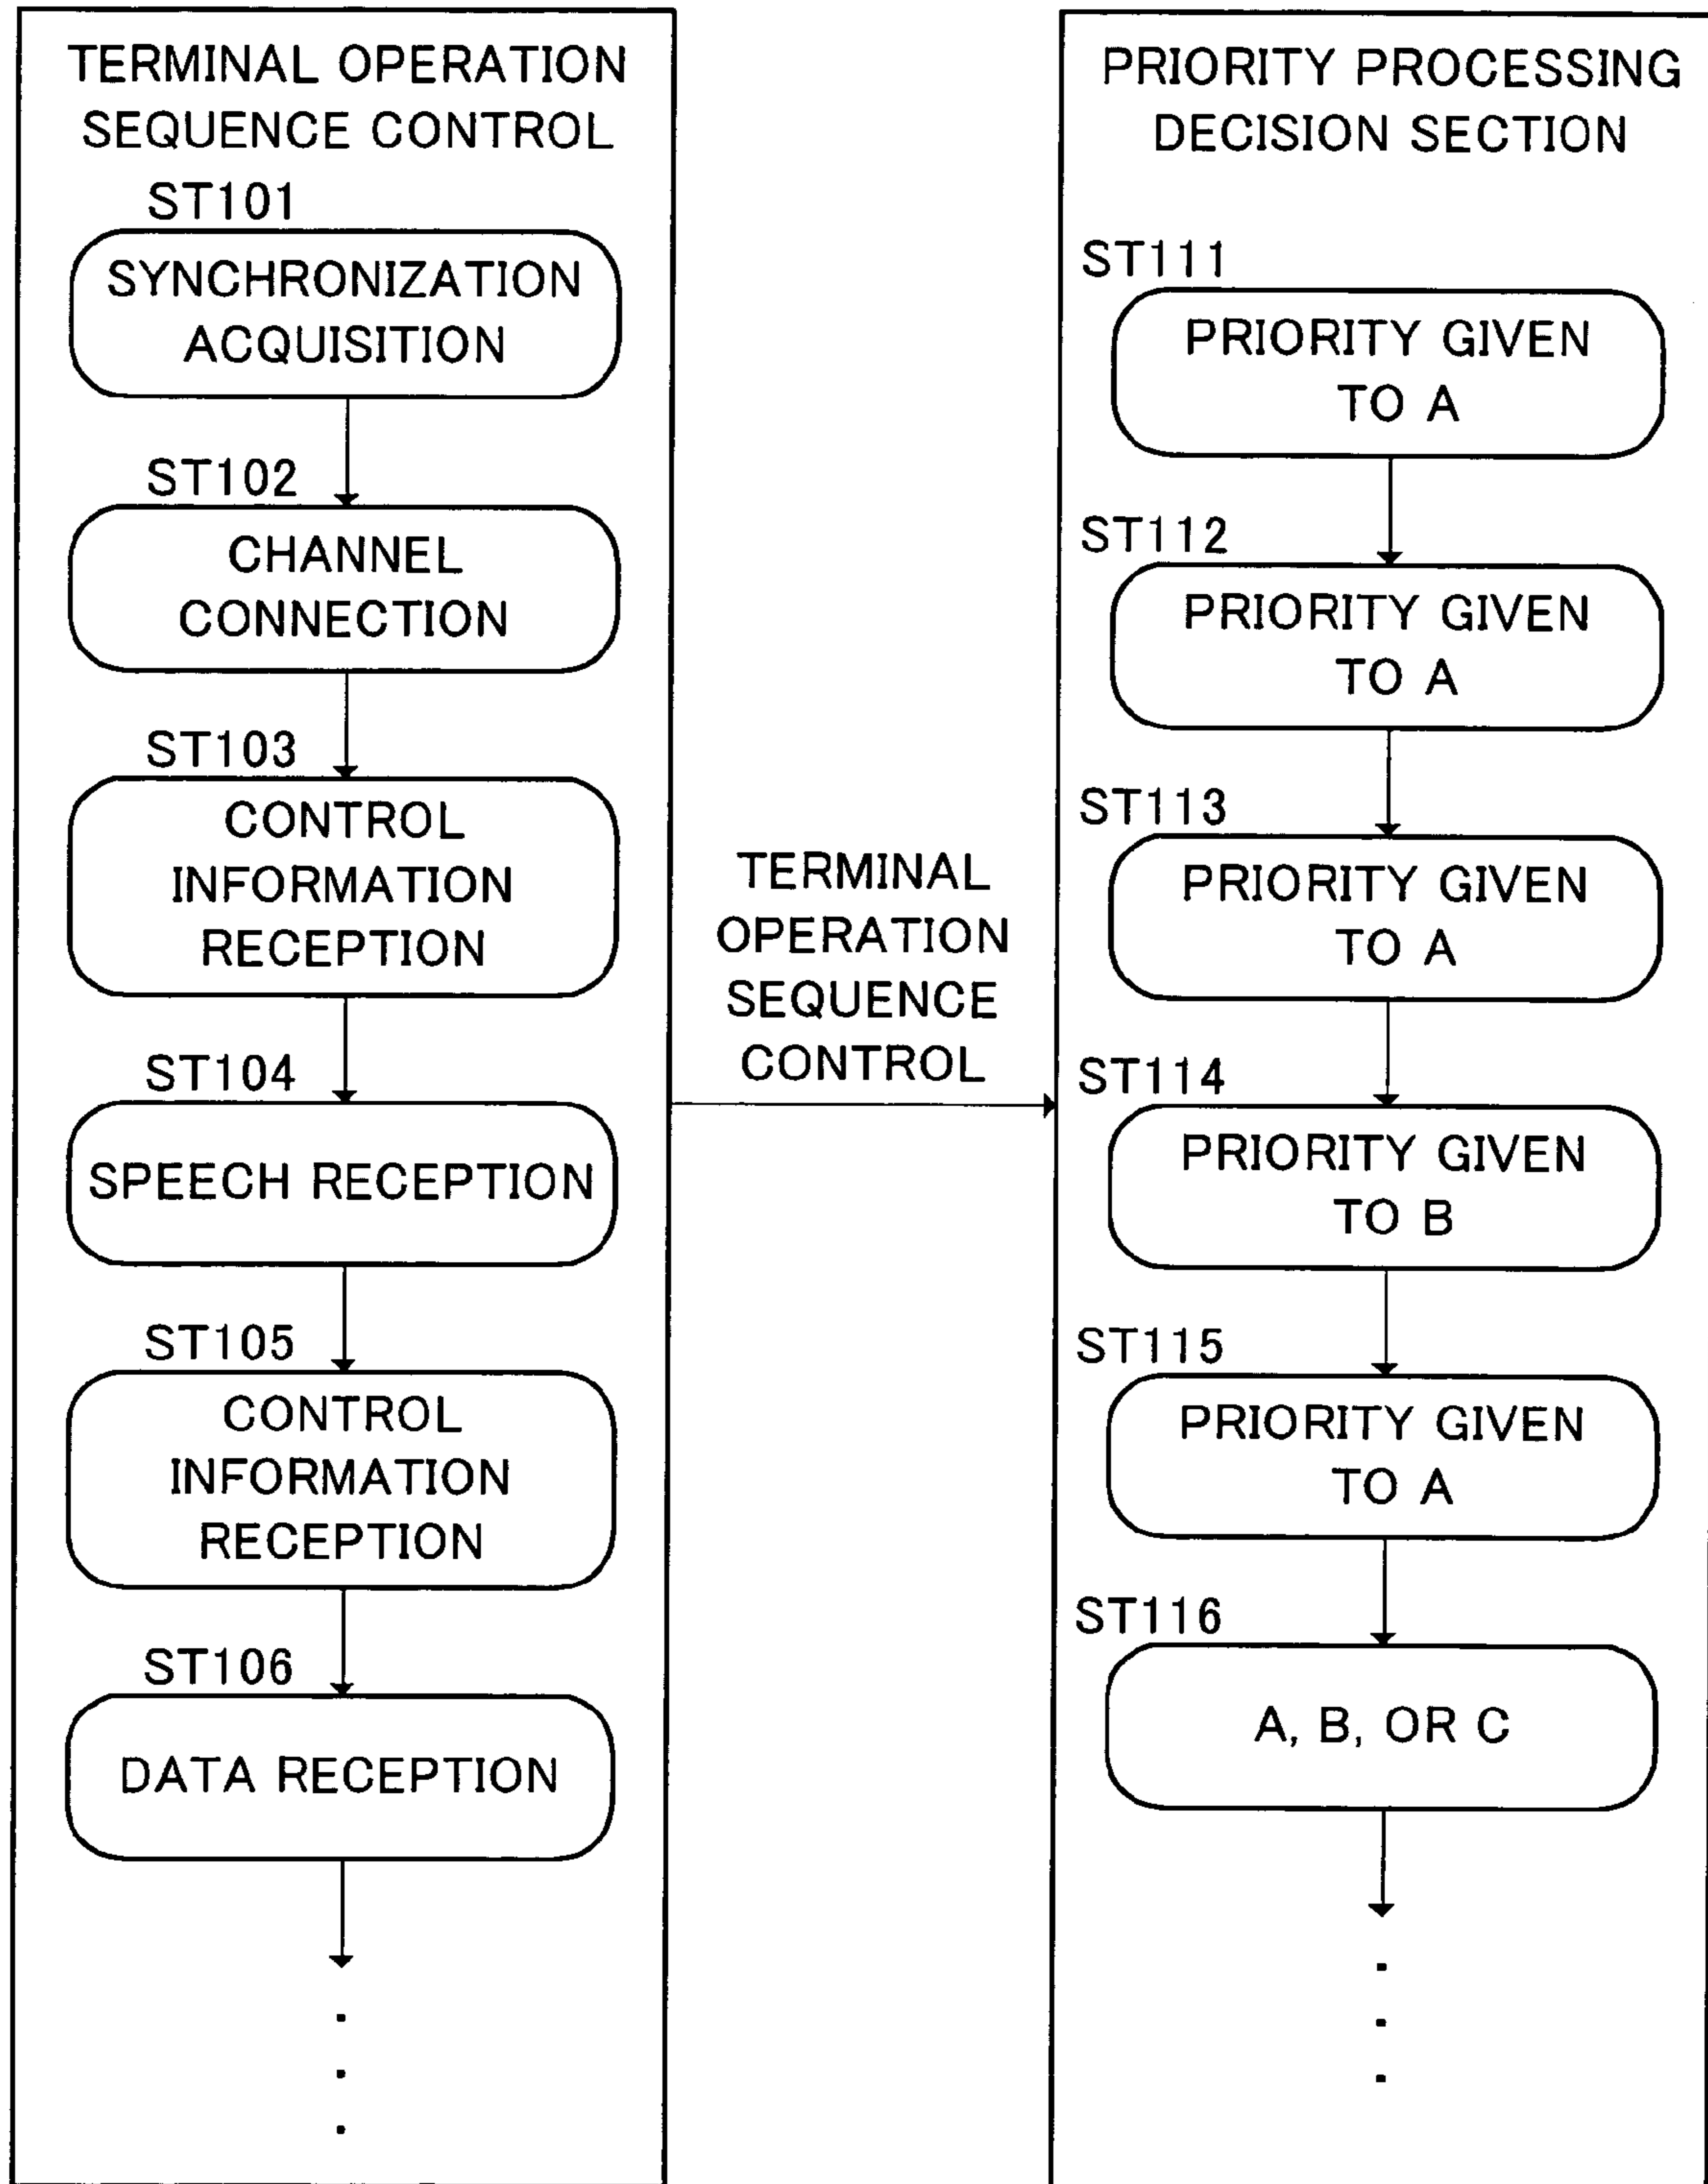 TERMINAL OPERATION
SEQUENCE CONTROL
ST101
SYNCHRONIZATION
ACQUISITION
ST102
CHANNEL
CONNECTION
ST103
CONTROL
INFORMATION
RECEPTION
ST104
SPEECH RECEPTION
ST105
CONTROL
INFORMATION
RECEPTION
ST106
DATA RECEPTION
TERMINAL
OPERATION
SEQUENCE
CONTROL
PRIORITY PROCESSING
DECISION SECTION
ST111
PRIORITY GIVEN
TO A
ST112
PRIORITY GIVEN
TO A
ST113
PRIORITY GIVEN
TO A
ST114
PRIORITY GIVEN
TO B
ST115
PRIORITY GIVEN
TO A
ST116
A, B, OR C